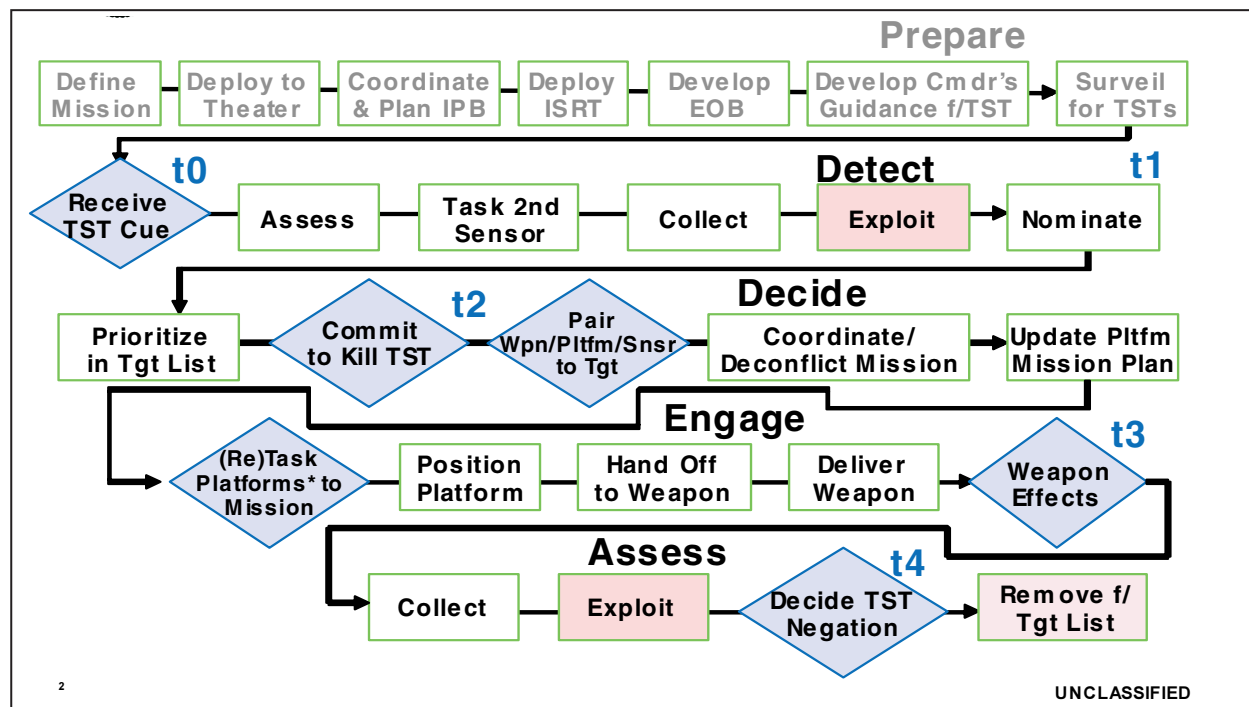 Prepare
Define
Mission
Deploy to
Theater
Coordinate
& Plan IPB
Deploy
ISRT
Develop
EOB
Develop Cmdr's
Guidance f/TST
Surveil
for TSTs
t0
Detect
t1
Receive
TST Cue
Assess
Task 2nd
Sensor
Collect
Exploit
Nominate
Decide
Prioritize
in Tgt List
Commit
to Kill TST
t2
Pair
Wpn/Pltfm/Snsr
to Tgt
Coordinate/
Deconflict Mission
Update Pltfm
Mission Plan
Engage
t3
(Re)Task
Platforms* to
Mission
Position
Platform
Hand Off
to Weapon
Deliver
Weapon
Weapon
Effects
Assess
t4
Collect
Exploit
Decide TST
Negation
Remove f/
Tgt List
2
UNCLASSIFIED